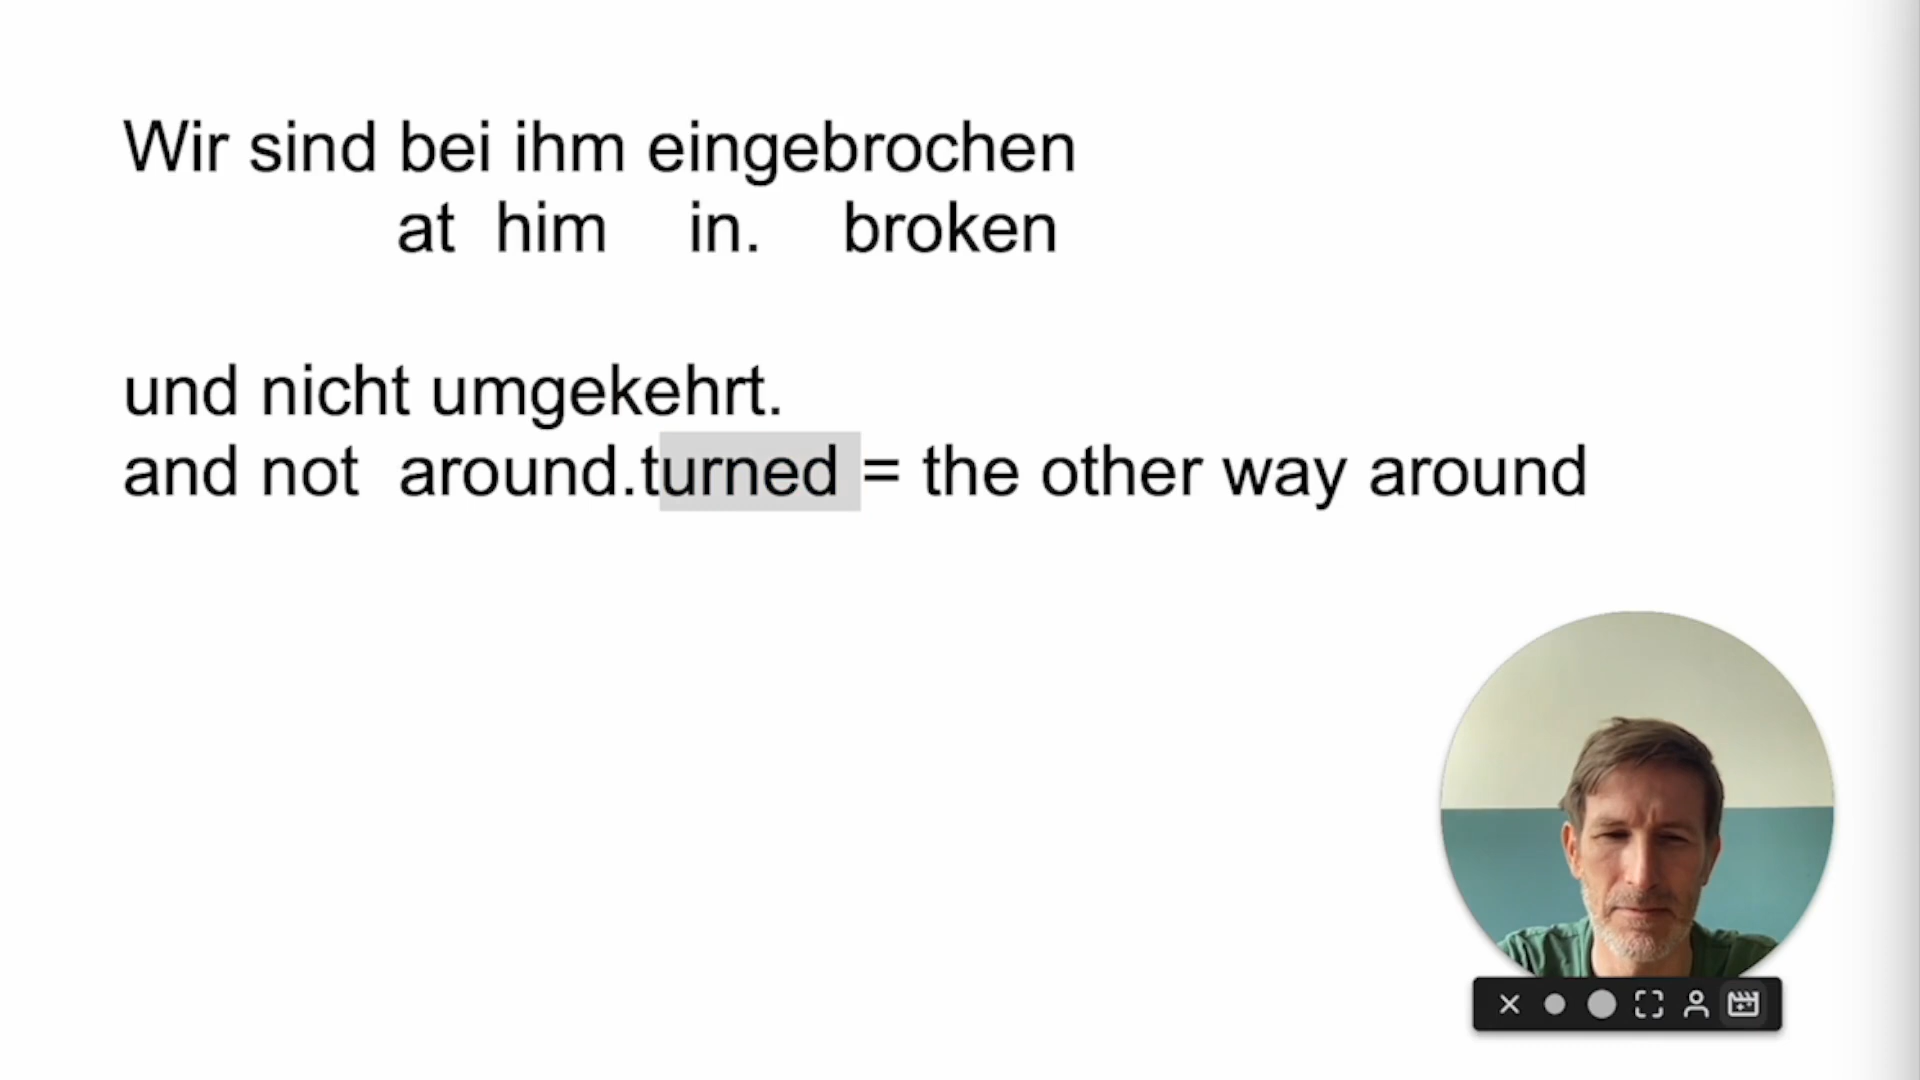 Wir sind bei ihm eingebrochen
at him in. broken
und nicht umgekehrt.
and not around.turned = the other way around